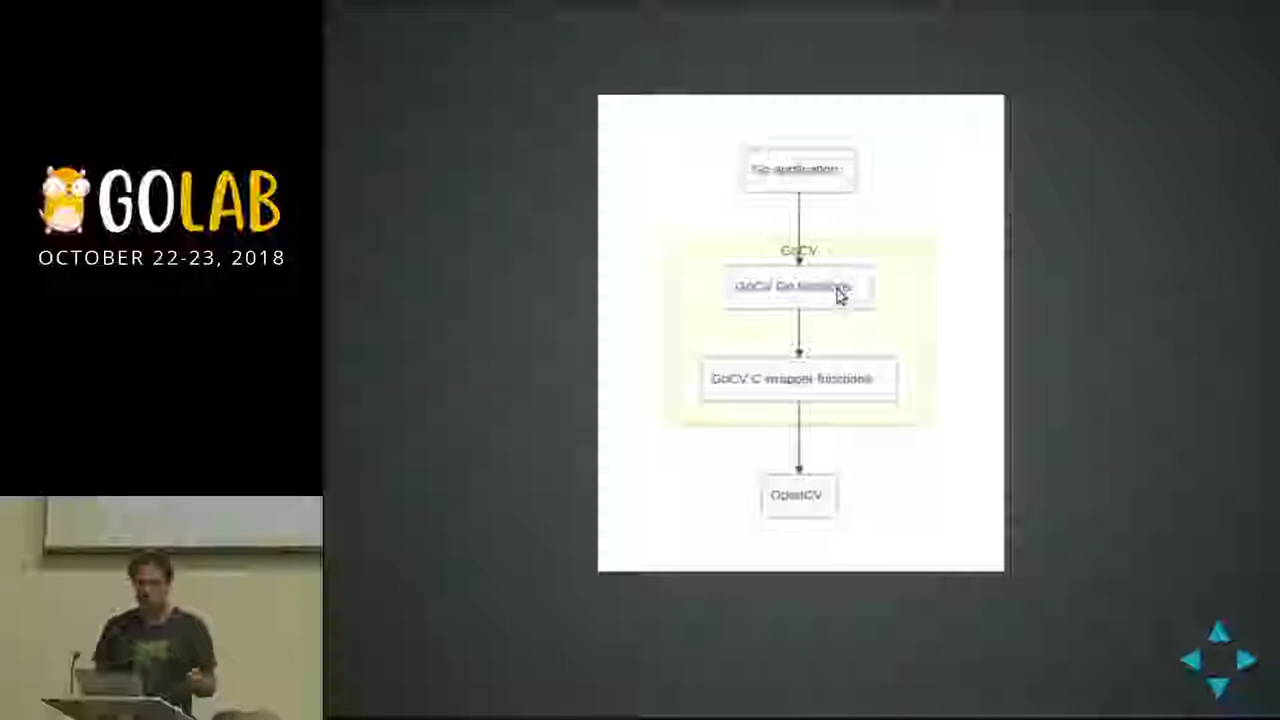 GOLAB
OCTOBER 22-23, 2018
Go application
GoCV
GoCV Go functions
GoCV C wrapper functions
OpenCV